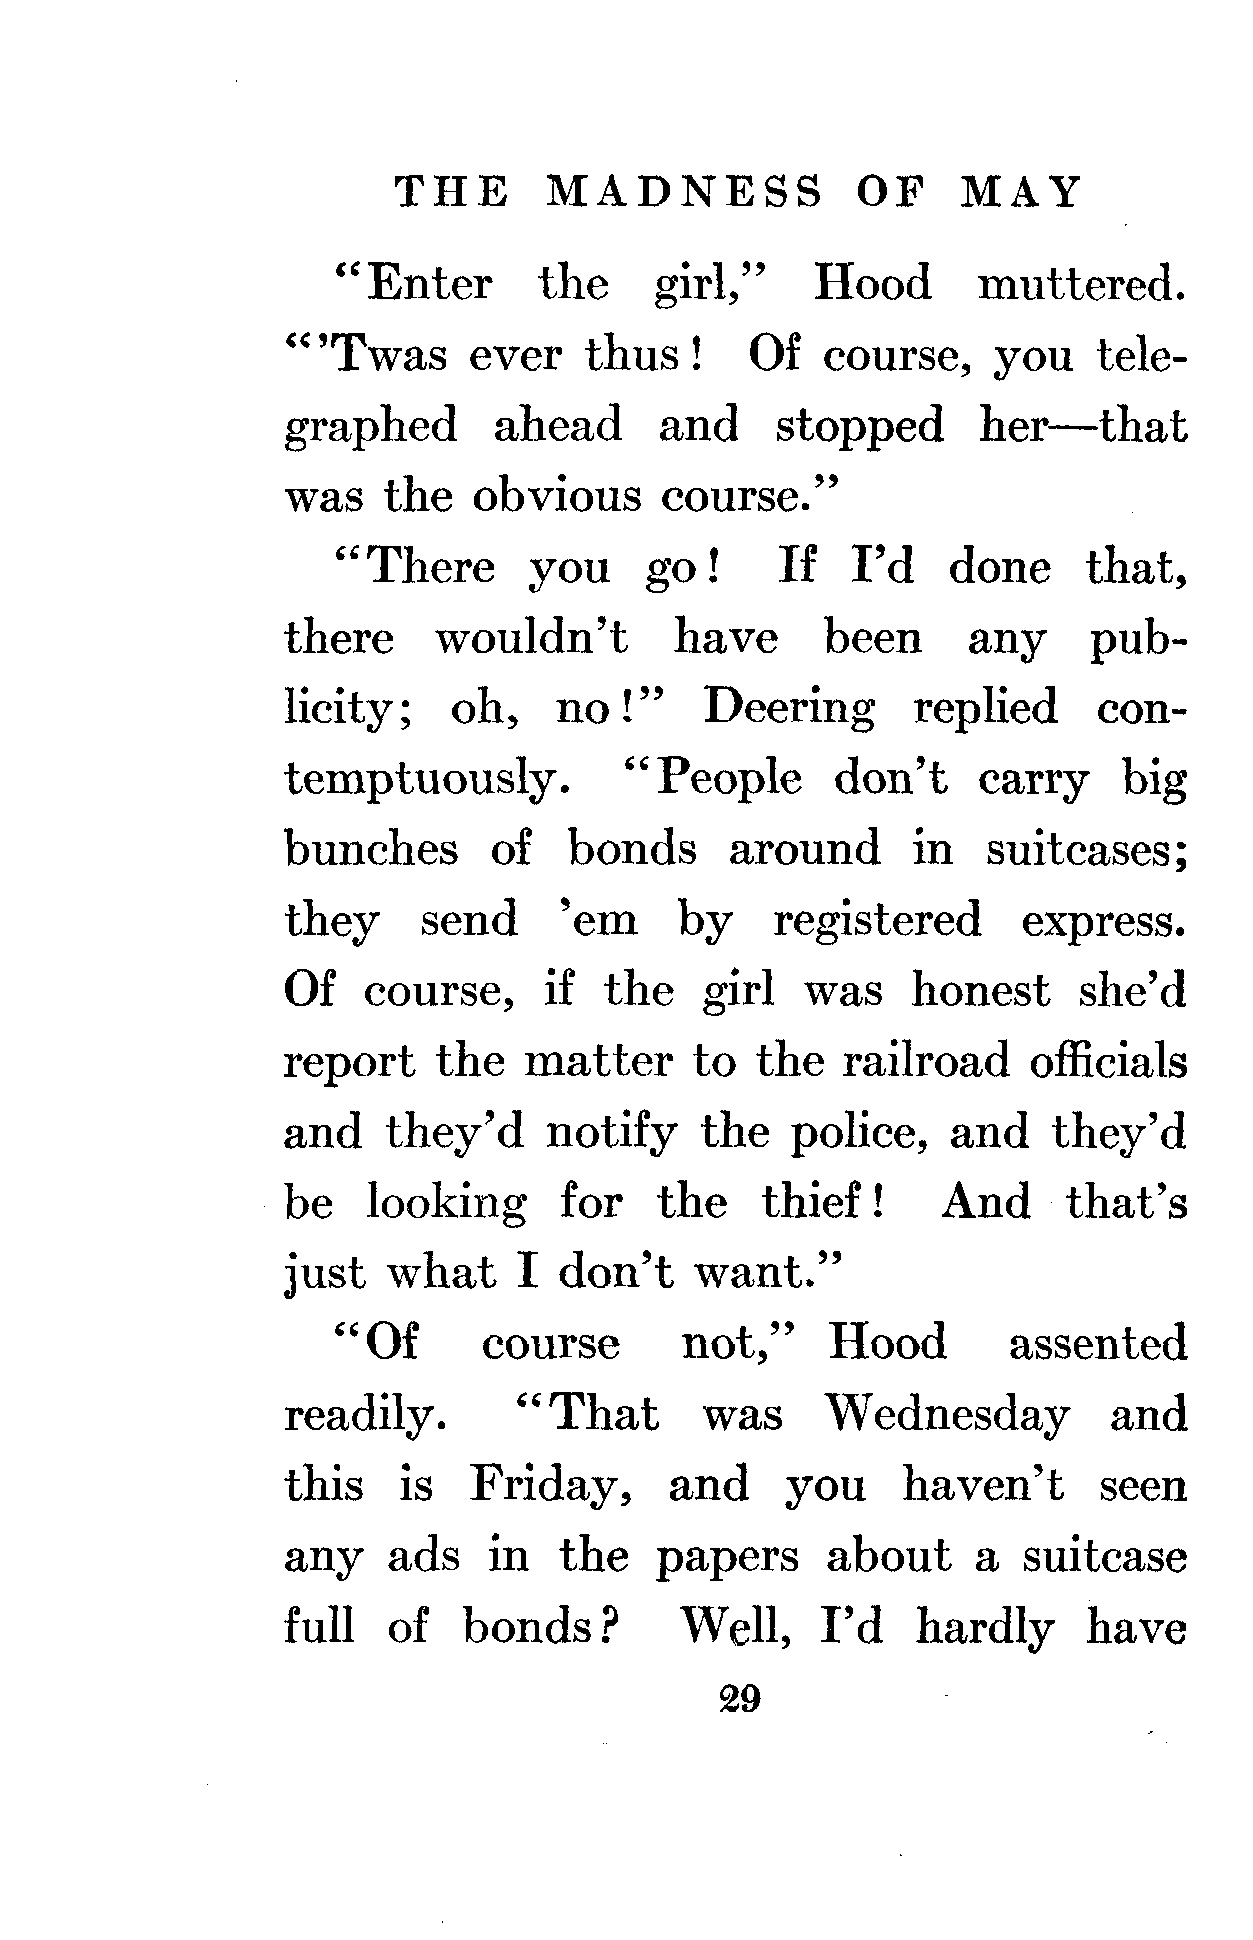 THE MADNESS OF MAY
“Enter the girl,” Hood muttered.
“’Twas ever thus! Of course, you tele-
graphed ahead and stopped her—that
was the obvious course.”
“There you go! If I’d done that,
there wouldn’t have been any pub-
licity; oh, no!” Deering replied con-
temptuously. “People don’t carry big
bunches of bonds around in suitcases;
they send ’em by registered express.
Of course, if the girl was honest she’d
report the matter to the railroad officials
and they’d notify the police, and they’d
be looking for the thief! And that’s
just what I don’t want.”
“Of course not,” Hood assented
readily. “That was Wednesday and
this is Friday, and you haven’t seen
any ads in the papers about a suitcase
full of bonds? Well, I’d hardly have
29